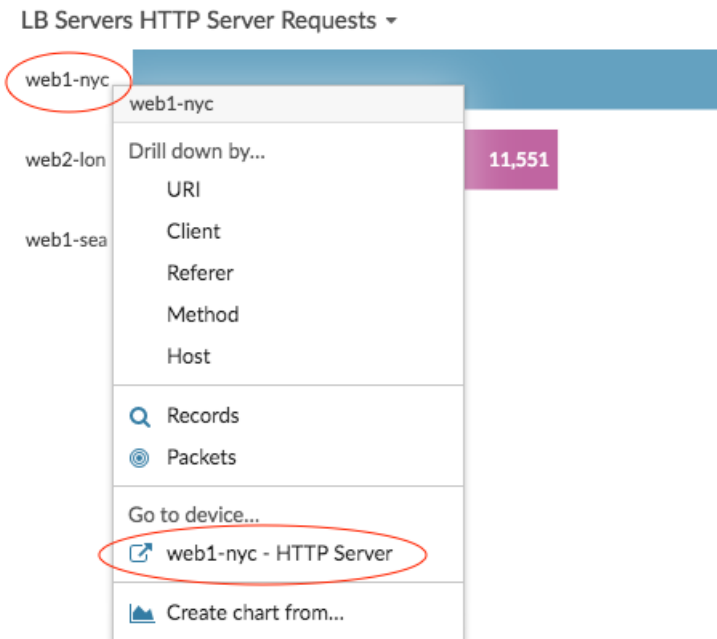 LB Servers HTTP Server Requests
web1-nyc
web1-nyc
Drill down by...
web2-lon
11,551
URI
Client
web1-sea
Referer
Method
Host
Records
Packets
Go to device...
web1-nyc - HTTP Server
Create chart from...